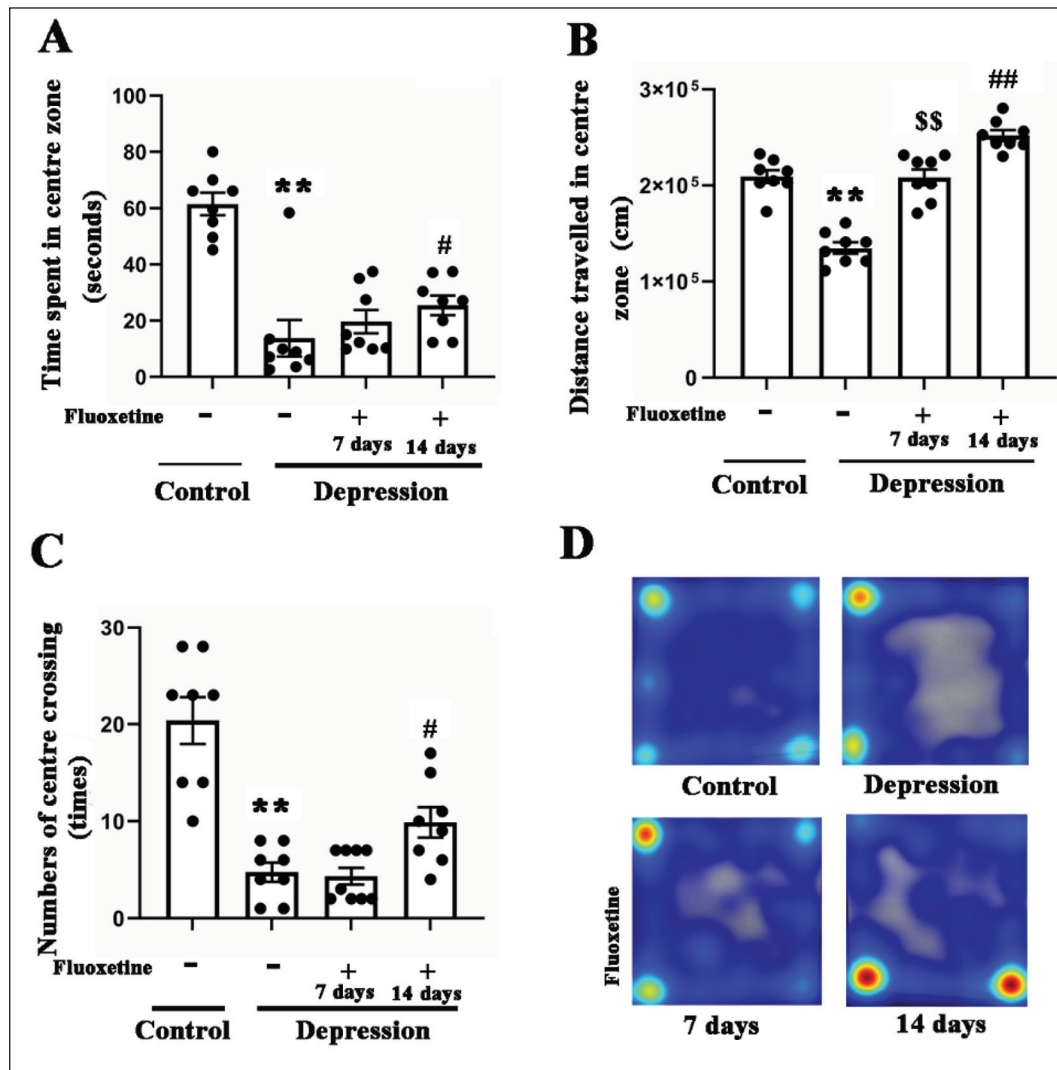 A
Time spent in centre zone
(seconds)
100
80
60
40
20
0
**
#
Fluoxetine - - + +
7 days 14 days
Control Depression
B
Distance travelled in centre
zone (cm)
3×10⁵
2×10⁵
1×10⁵
0
**
$$
##
Fluoxetine - - + +
7 days 14 days
Control Depression
C
Numbers of centre crossing
(times)
30
20
10
0
**
#
Fluoxetine - - + +
7 days 14 days
Control Depression
D
Control Depression
Fluoxetine
7 days 14 days